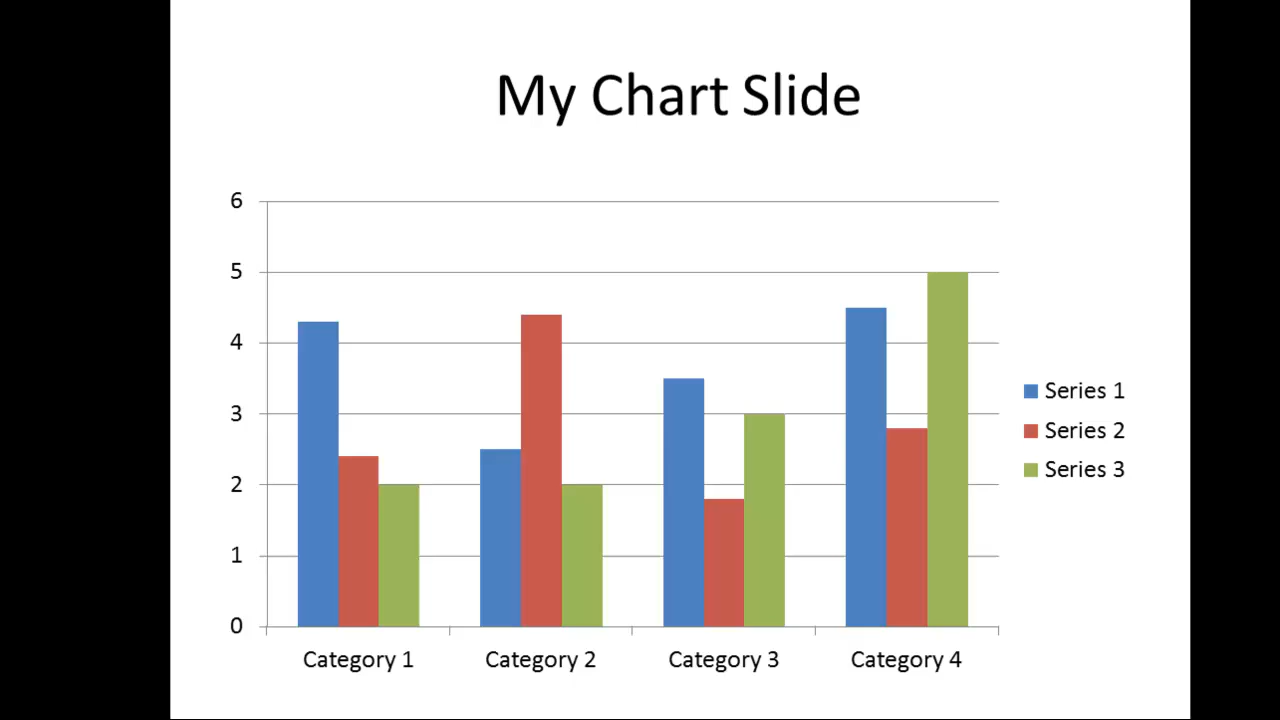 My Chart Slide
6
5
4
3
2
1
0
Category 1
Category 2
Category 3
Category 4
Series 1
Series 2
Series 3